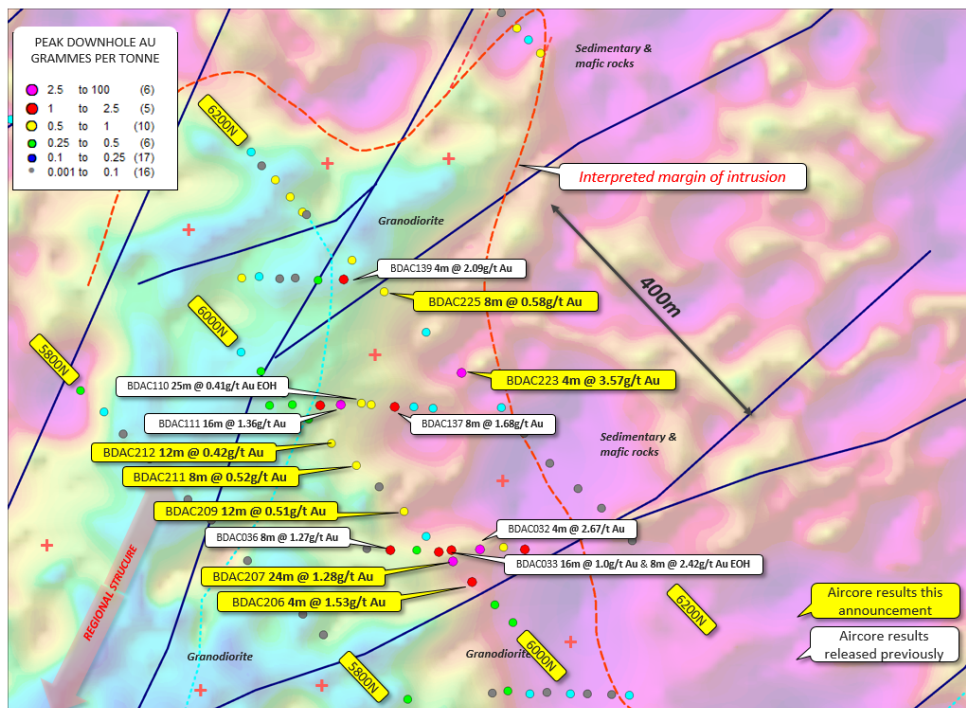 PEAK DOWNHOLE AU
GRAMMES PER TONNE
2.5 to 100 (6)
1 to 2.5 (5)
0.5 to 1 (10)
0.25 to 0.5 (6)
0.1 to 0.25 (17)
0.001 to 0.1 (16)
Sedimentary &
mafic rocks
6200N
Interpreted margin of intrusion
Granodiorite
BDAC139 4m @ 2.09g/t Au
BDAC225 8m @ 0.58g/t Au
400m
6000N
5800N
BDAC110 25m @ 0.41g/t Au EOH
BDAC223 4m @ 3.57g/t Au
BDAC111 16m @ 1.36g/t Au
BDAC137 8m @ 1.68g/t Au
Sedimentary &
mafic rocks
BDAC212 12m @ 0.42g/t Au
BDAC211 8m @ 0.52g/t Au
BDAC209 12m @ 0.51g/t Au
BDAC032 4m @ 2.67g/t Au
BDAC036 8m @ 1.27g/t Au
BDAC033 16m @ 1.0g/t Au & 8m @ 2.42g/t Au EOH
BDAC207 24m @ 1.28g/t Au
BDAC206 4m @ 1.53g/t Au
REGIONAL STRUCURE
6200N
Aircore results this
announcement
Aircore results
released previously
Granodiorite
5800N
Granodiorite
6000N